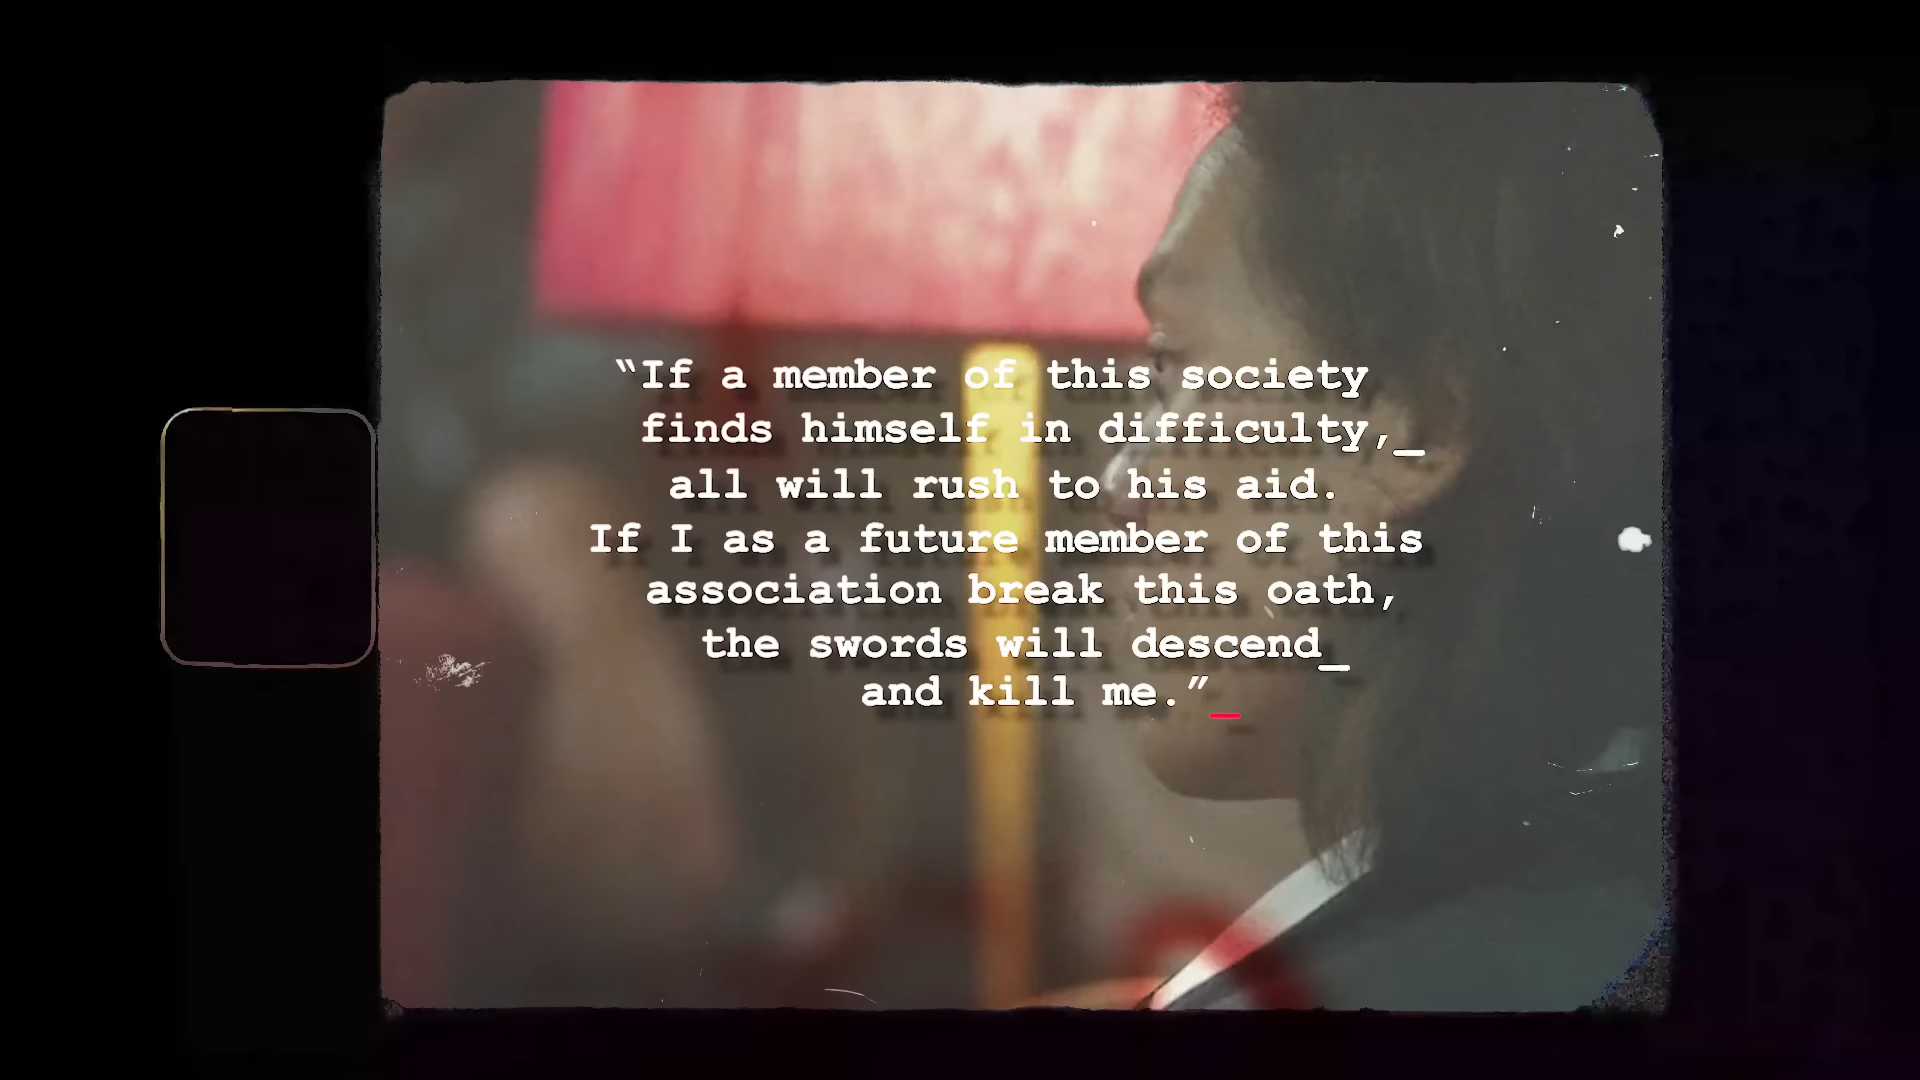 “If a member of this society
finds himself in difficulty,_
all will rush to his aid.
If I as a future member of this
association break this oath,
the swords will descend_
and kill me.”_